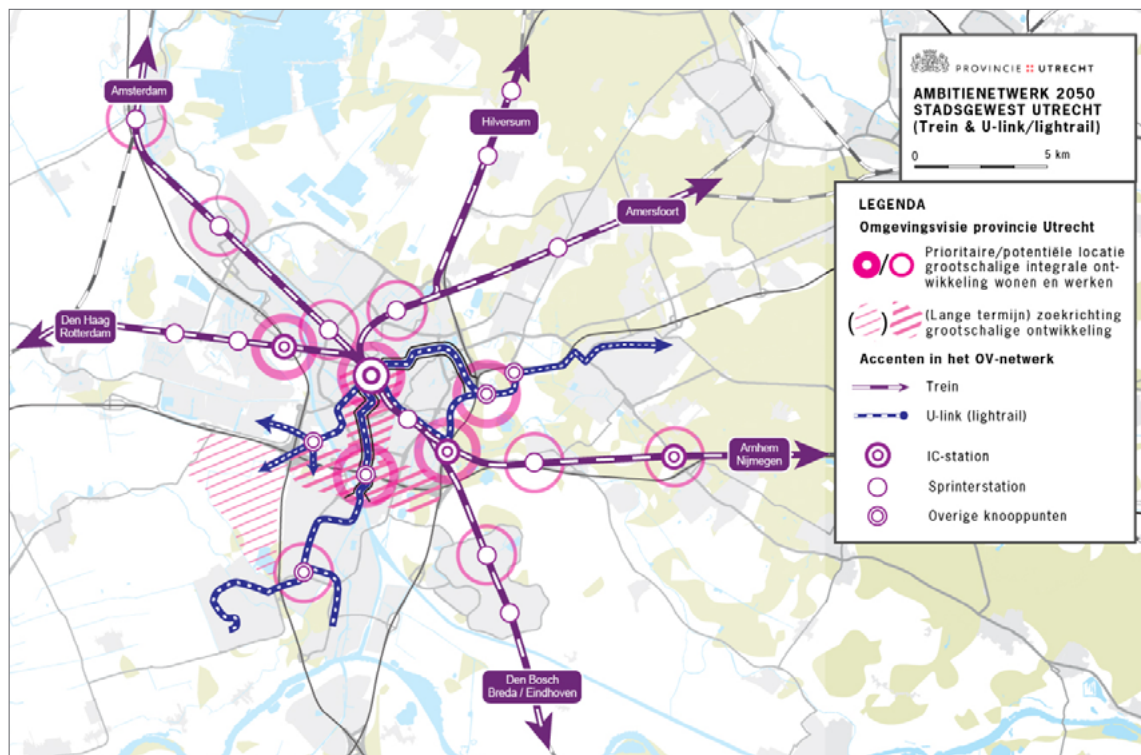 Amsterdam
Hilversum
Amersfoort
Den Haag
Rotterdam
Arnhem
Nijmegen
Den Bosch
Breda / Eindhoven
PROVINCIE UTRECHT
AMBITIENETWERK 2050
STADSGEWEST UTRECHT
(Trein & U-link/lightrail)
0 5 km
LEGENDA
Omgevingsvisie provincie Utrecht
Prioritaire/potentiële locatie
grootschalige integrale ont-
wikkeling wonen en werken
(Lange termijn) zoekrichting
grootschalige ontwikkeling
Accenten in het OV-netwerk
Trein
U-link (lightrail)
IC-station
Sprinterstation
Overige knooppunten